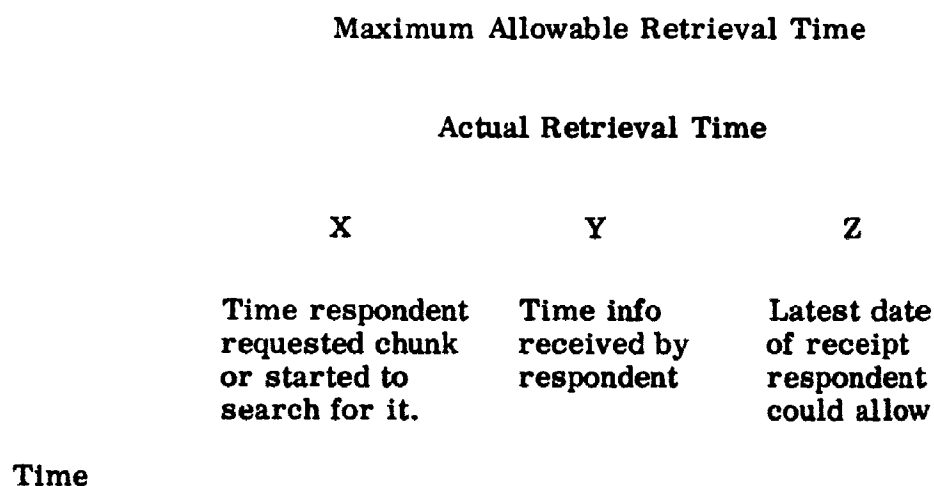 Maximum Allowable Retrieval Time
Actual Retrieval Time
X Y Z
Time respondent Time info Latest date
requested chunk received by of receipt
or started to respondent respondent
search for it. could allow
Time